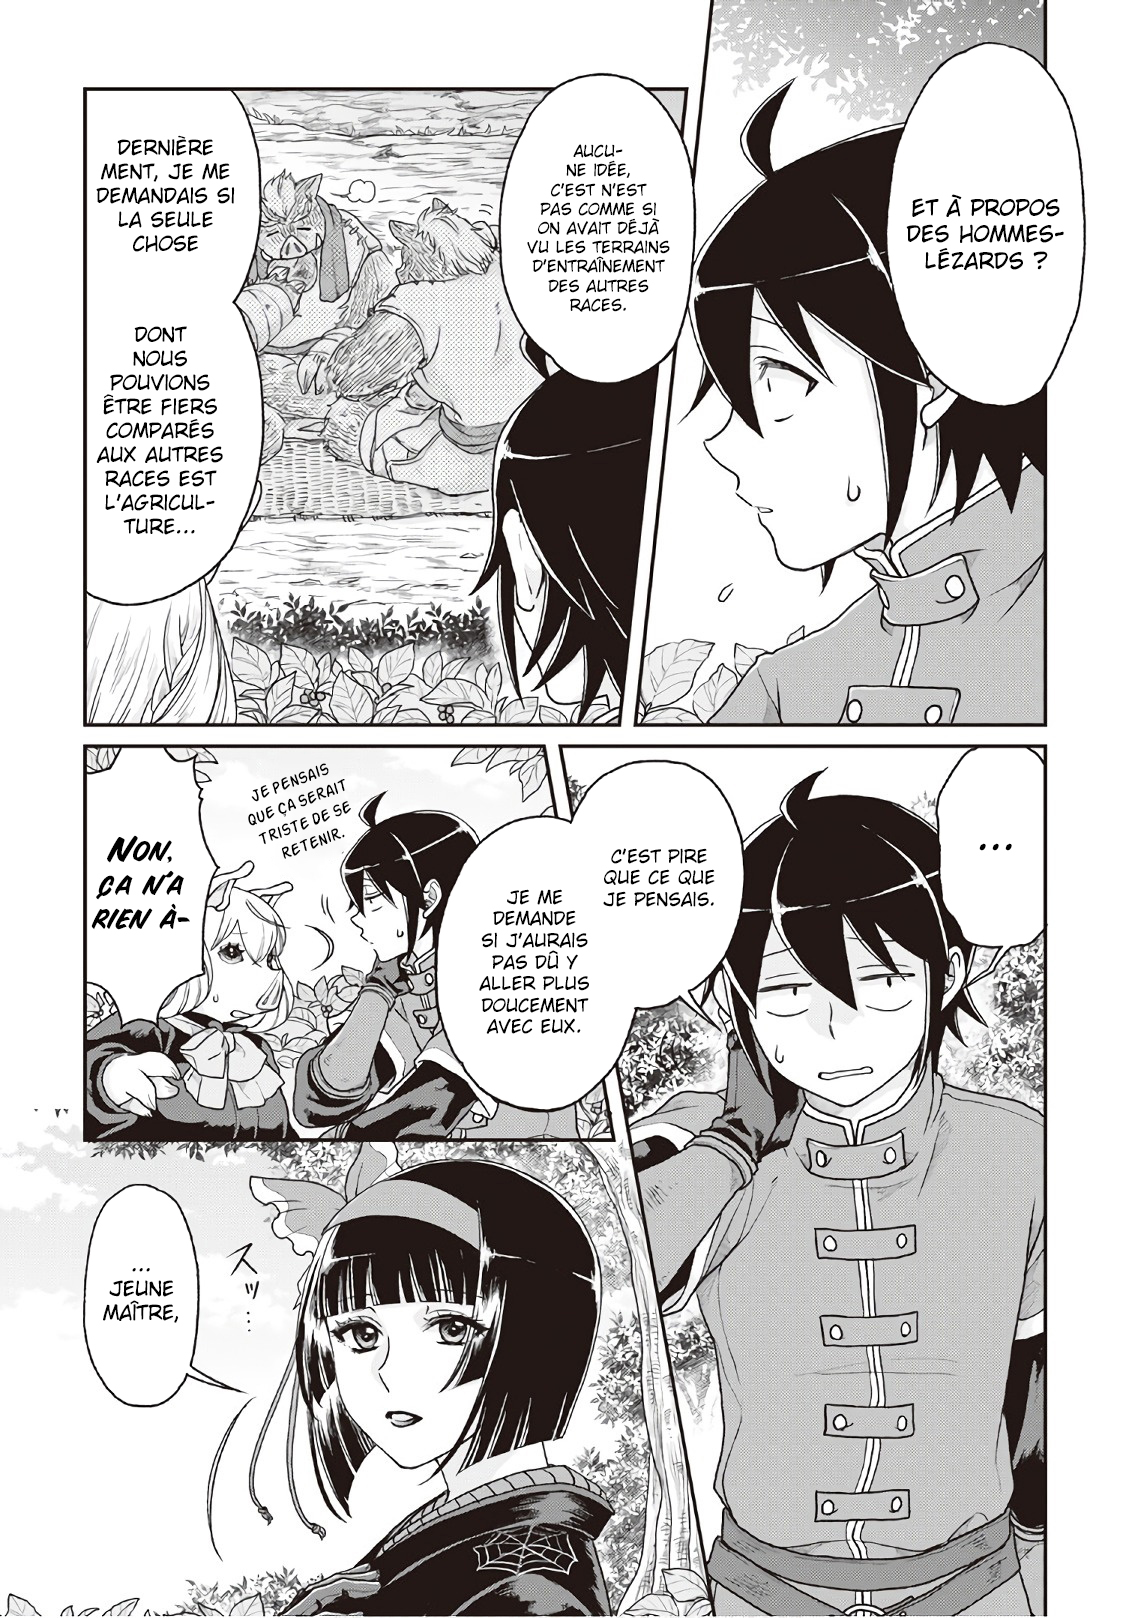 ET À PROPOS
DES HOMMES-
LÉZARDS ?
AUCU-
NE IDÉE,
C'EST N'EST
PAS COMME SI
ON AVAIT DÉJÀ
VU LES TERRAINS
D'ENTRAÎNEMENT
DES AUTRES
RACES.
DERNIÈRE
MENT, JE ME
DEMANDAIS SI
LA SEULE
CHOSE
DONT
NOUS
POUVIONS
ÊTRE FIERS
COMPARÉS
AUX AUTRES
RACES EST
L'AGRICUL-
TURE...
...
C'EST PIRE
QUE CE QUE
JE PENSAIS.
JE ME
DEMANDE
SI J'AURAIS
PAS DÛ Y
ALLER PLUS
DOUCEMENT
AVEC EUX.
JE PENSAIS
QUE ÇA SERAIT
TRISTE DE SE
RETENIR.
NON,
ÇA N'A
RIEN À-
...
JEUNE
MAÎTRE,
スッ…